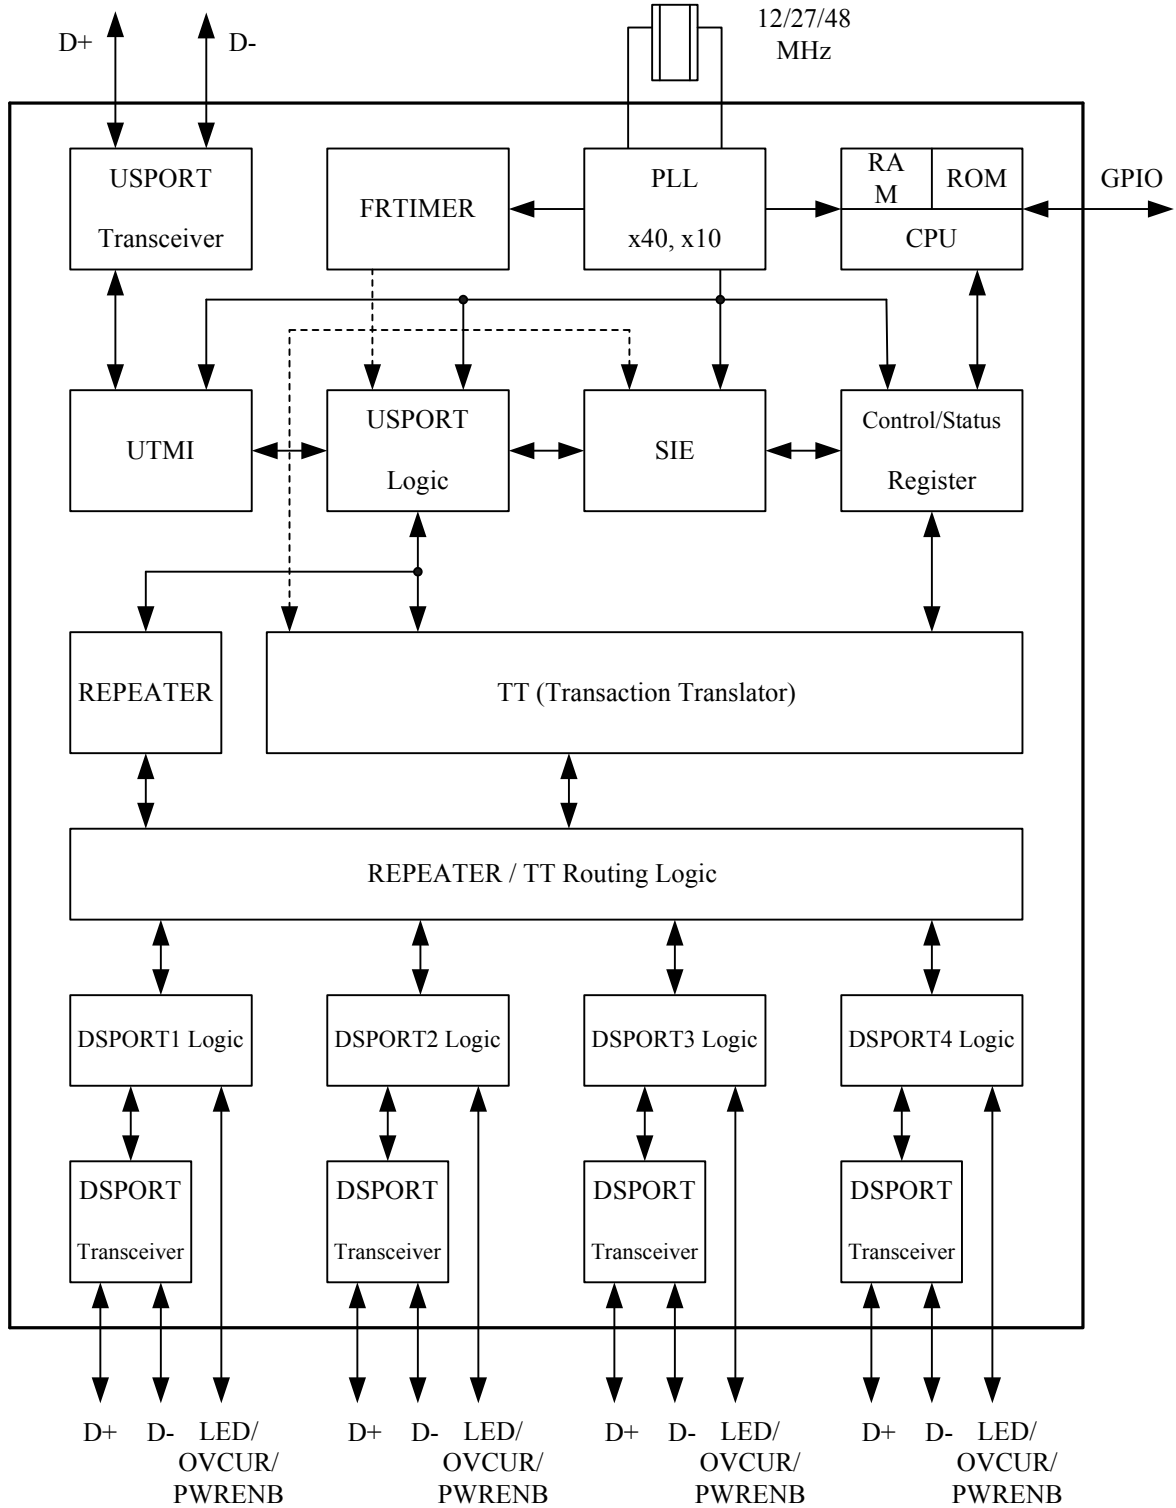 12/27/48
MHz
D+
D-
USPORT
Transceiver
FRTIMER
PLL
x40, x10
RA
M
ROM
CPU
GPIO
UTMI
USPORT
Logic
SIE
Control/Status
Register
REPEATER
TT (Transaction Translator)
REPEATER / TT Routing Logic
DSPORT1 Logic
DSPORT2 Logic
DSPORT3 Logic
DSPORT4 Logic
DSPORT
Transceiver
DSPORT
Transceiver
DSPORT
Transceiver
DSPORT
Transceiver
D+
D-
LED/
OVCUR/
PWRENB
D+
D-
LED/
OVCUR/
PWRENB
D+
D-
LED/
OVCUR/
PWRENB
D+
D-
LED/
OVCUR/
PWRENB